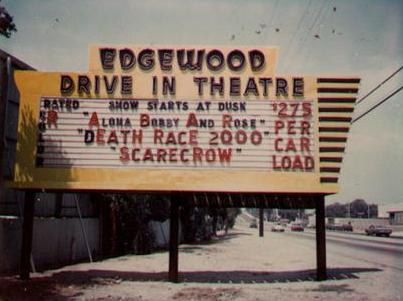 EDGEWOOD
DRIVE IN THEATRE
RATED SHOW STARTS AT DUSK $275
R "ALOHA BOBBY AND ROSE" PER
"DEATH RACE 2000" CAR
"SCARECROW" LOAD